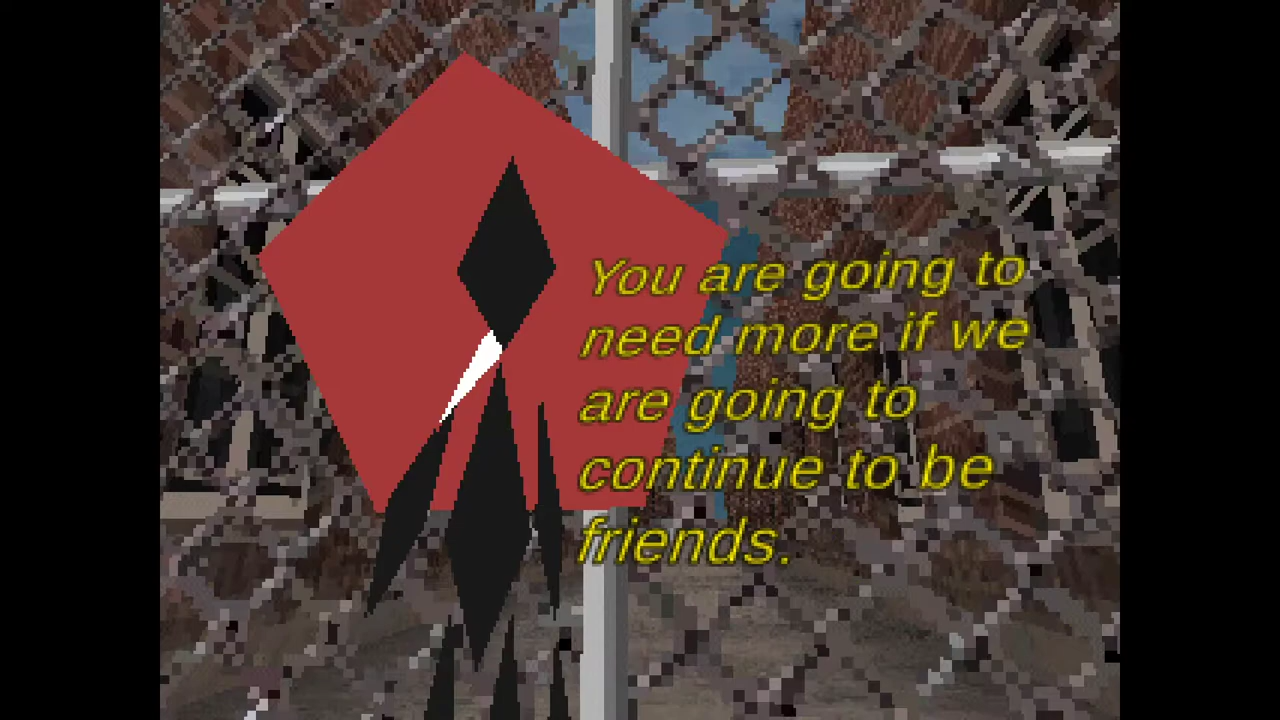 You are going to
need more if we
are going to
continue to be
friends.